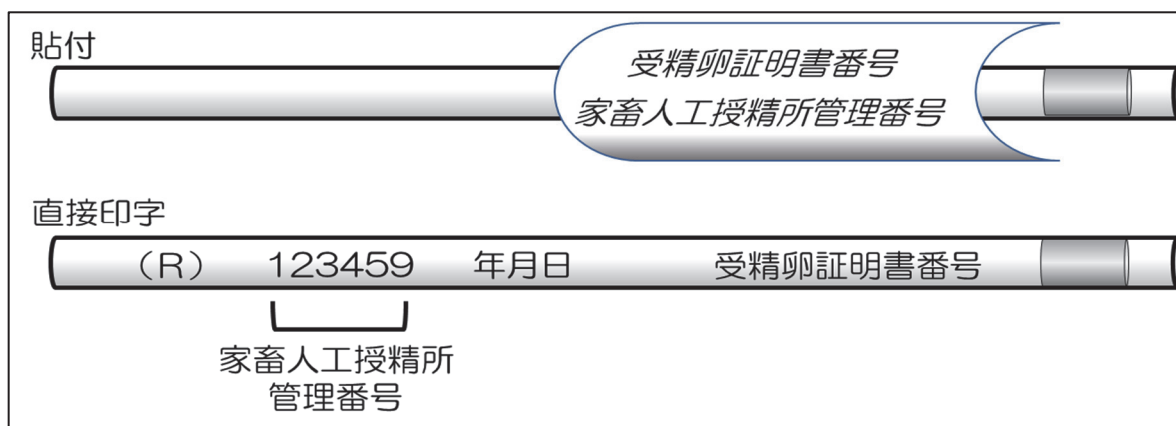 貼付
受精卵証明書番号
家畜人工授精所管理番号
直接印字
（R） 123459 年月日 受精卵証明書番号
家畜人工授精所
管理番号